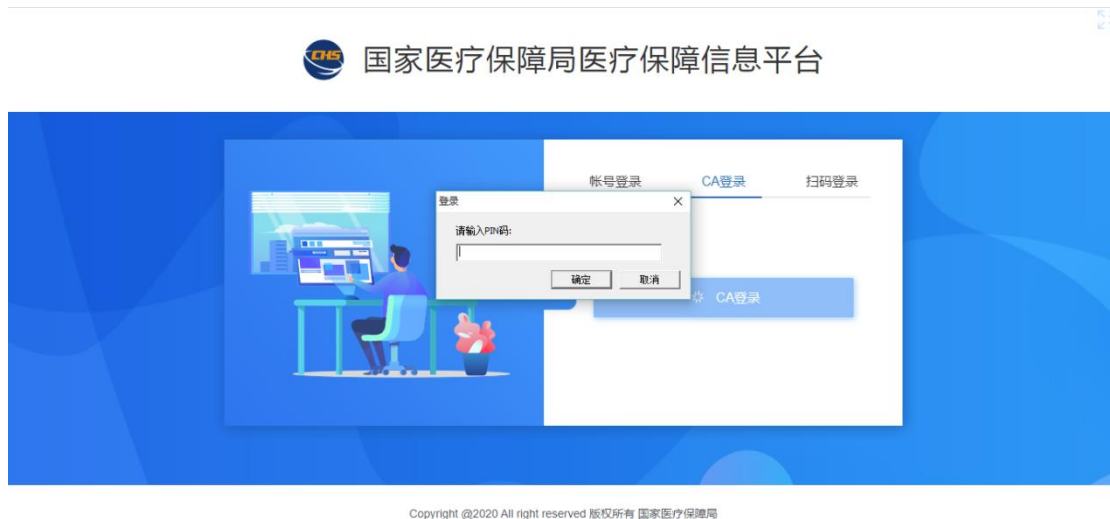 CHS 国家医疗保障局医疗保障信息平台
帐号登录 CA登录 扫码登录
登录
请输入PIN码:
确定 取消
CA登录
Copyright @2020 All right reserved 版权所有 国家医疗保障局